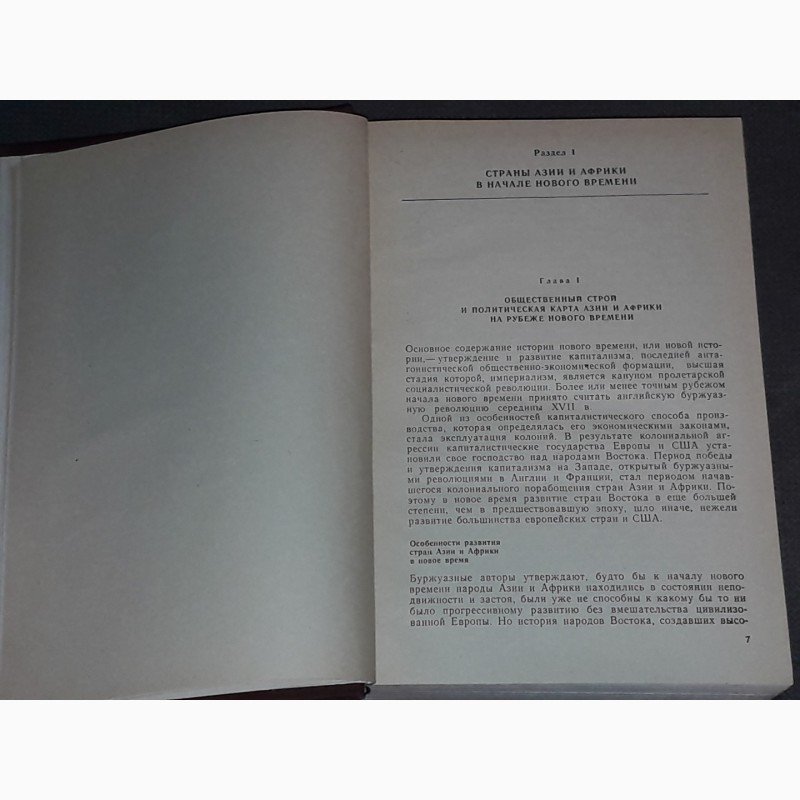 Раздел I
СТРАНЫ АЗИИ И АФРИКИ
В НАЧАЛЕ НОВОГО ВРЕМЕНИ
Глава I
ОБЩЕСТВЕННЫЙ СТРОЙ
И ПОЛИТИЧЕСКАЯ КАРТА АЗИИ И АФРИКИ
НА РУБЕЖЕ НОВОГО ВРЕМЕНИ
Основное содержание истории нового времени, или новой исто-
рии,— утверждение и развитие капитализма, последней анта-
гонистической общественно-экономической формации, высшая
стадия которой, империализм, является кануном пролетарской
социалистической революции. Более или менее точным рубежом
начала нового времени принято считать английскую буржуаз-
ную революцию середины XVII в.
Одной из особенностей капиталистического способа произ-
водства, которая определялась его экономическими законами,
стала эксплуатация колоний. В результате колониальной аг-
рессии капиталистические государства Европы и США уста-
новили свое господство над народами Востока. Период победы
и утверждения капитализма на Западе, открытый буржуазны-
ми революциями в Англии и Франции, стал периодом начав-
шегося колониального порабощения стран Азии и Африки. По-
этому в новое время развитие стран Востока в еще большей
степени, чем в предшествовавшую эпоху, шло иначе, нежели
развитие большинства европейских стран и США.
Особенности развития
стран Азии и Африки
в новое время
Буржуазные авторы утверждают, будто бы к началу нового
времени народы Азии и Африки находились в состоянии непо-
движности и застоя, были уже не способны к какому бы то ни
было прогрессивному развитию без вмешательства цивилизо-
ванной Европы. Но история народов Востока, создавших высо-
7